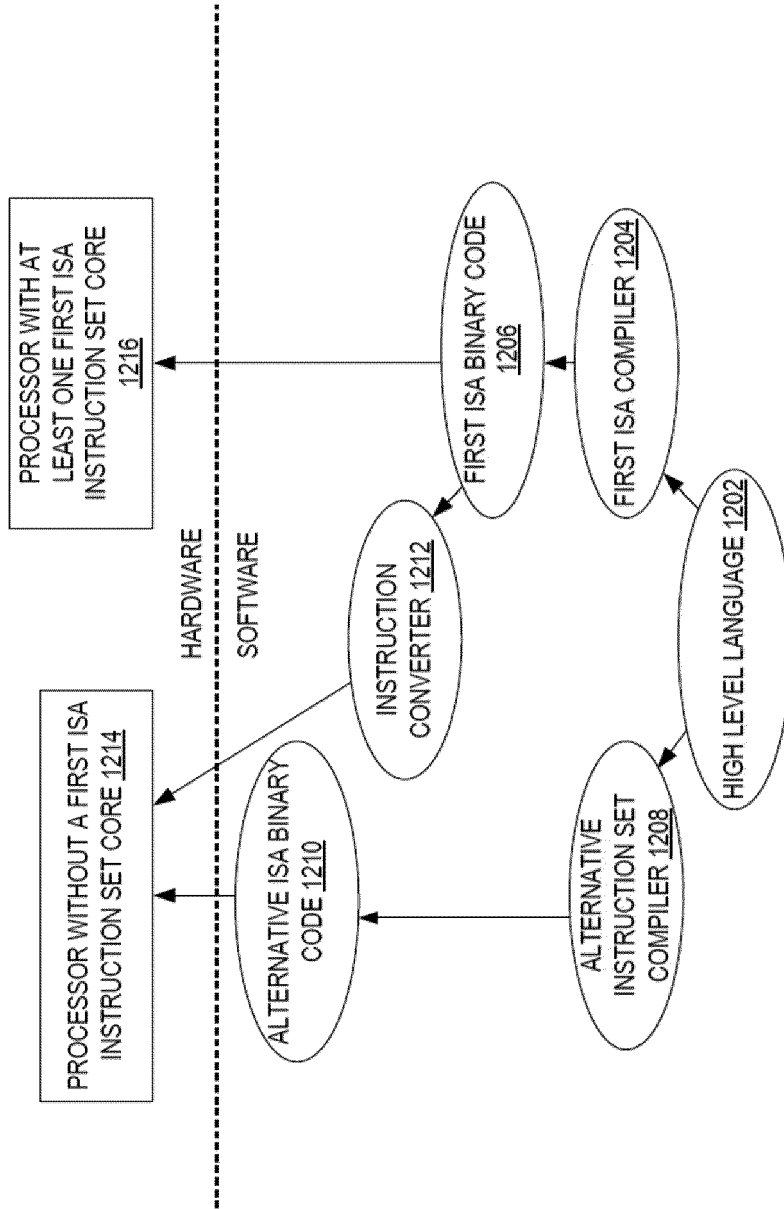 PROCESSOR WITHOUT A FIRST ISA
INSTRUCTION SET CORE 1214
PROCESSOR WITH AT
LEAST ONE FIRST ISA
INSTRUCTION SET CORE
1216
HARDWARE
SOFTWARE
ALTERNATIVE ISA BINARY
CODE 1210
INSTRUCTION
CONVERTER 1212
FIRST ISA BINARY CODE
1206
ALTERNATIVE
INSTRUCTION SET
COMPILER 1208
FIRST ISA COMPILER 1204
HIGH LEVEL LANGUAGE 1202